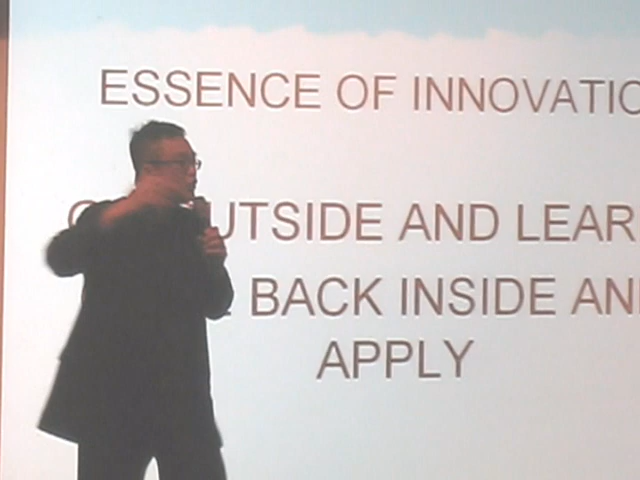 ESSENCE OF INNOVATIO
UTSIDE AND LEAR
BACK INSIDE AN
APPLY